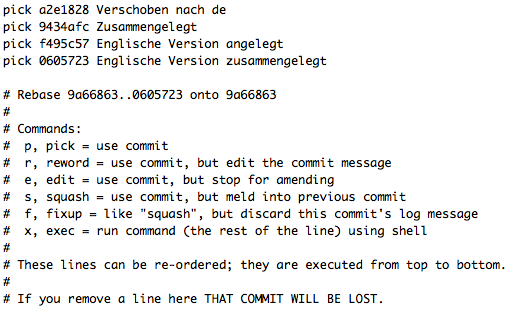 pick a2e1828 Verschoben nach de
pick 9434afc Zusammengelegt
pick f495c57 Englische Version angelegt
pick 0605723 Englische Version zusammengelegt

# Rebase 9a66863..0605723 onto 9a66863
#
# Commands:
#  p, pick = use commit
#  r, reword = use commit, but edit the commit message
#  e, edit = use commit, but stop for amending
#  s, squash = use commit, but meld into previous commit
#  f, fixup = like "squash", but discard this commit's log message
#  x, exec = run command (the rest of the line) using shell
#
# These lines can be re-ordered; they are executed from top to bottom.
#
# If you remove a line here THAT COMMIT WILL BE LOST.